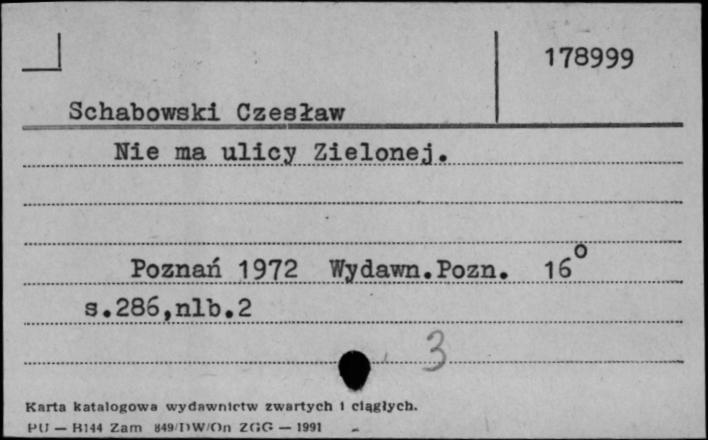 178999
Schabowski Czesław
Nie ma ulicy Zielonej.
Poznań 1972 Wydawn.Pozn. 16°
s.286,nlb.2
3
Karta katalogowa wydawnictw zwartych i ciągłych.
PU — B144 Zam 849/DW/On ZGG — 1991